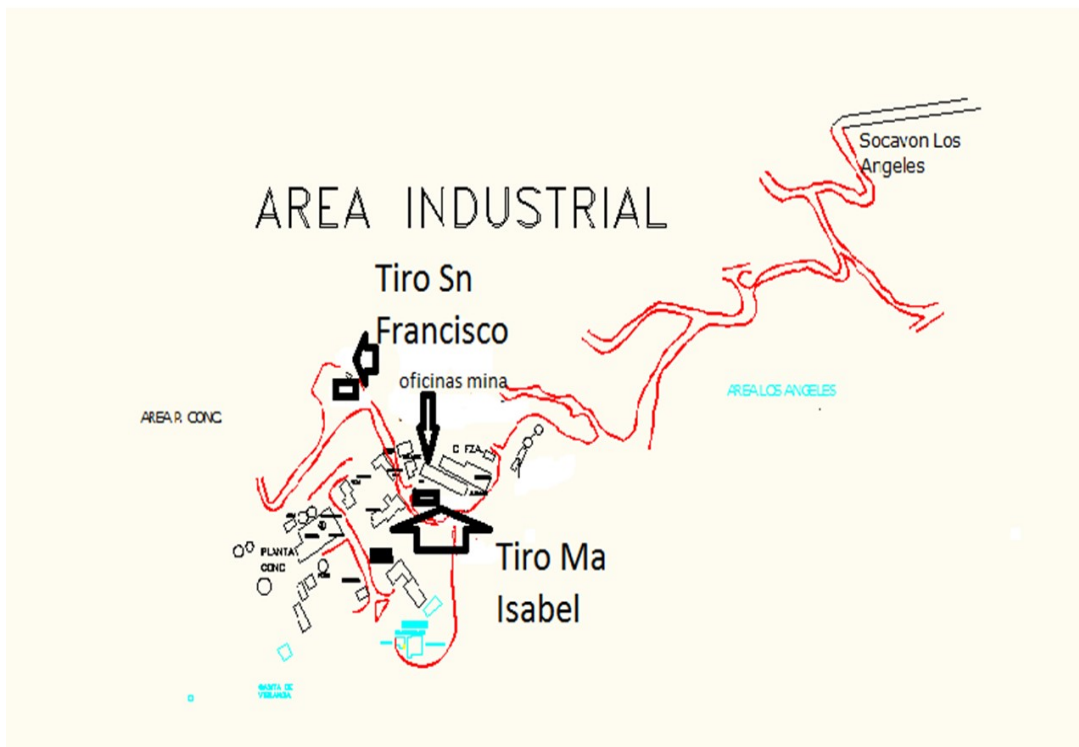 Socavon Los
Angeles
AREA INDUSTRIAL
Tiro Sn
Francisco
oficinas mina
AREA LOS ANGELES
AREA P. CONC
C FZA
PLANTA
CONC
Tiro Ma
Isabel